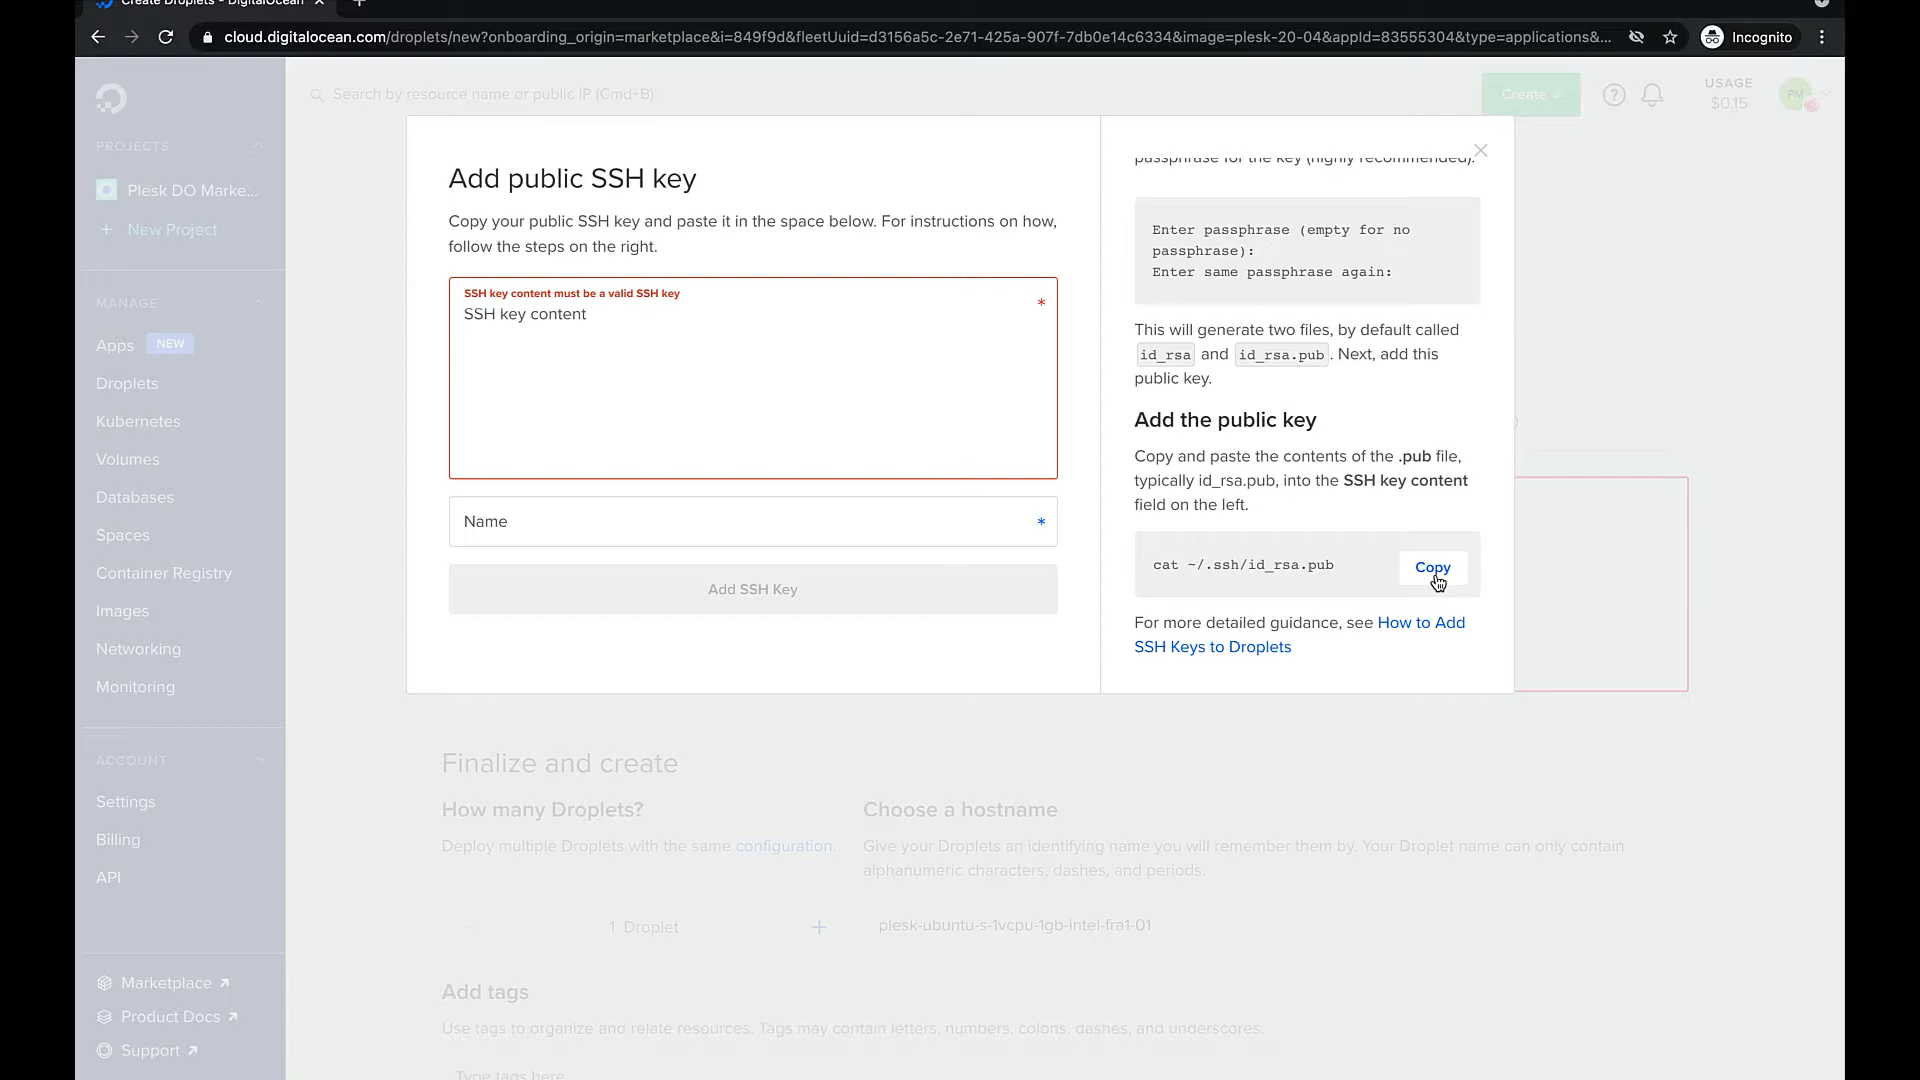 Create Droplets - DigitalOcean
cloud.digitalocean.com/droplets/new?onboarding_origin=marketplace&i=849f9d&fleetUuid=d3156a5c-2e71-425a-907f-7db0e14c6334&image=plesk-20-04&appId=83555304&type=applications&...
Incognito
Search by resource name or public IP (Cmd+B)
Create
USAGE
$0.15
PM
PROJECTS
Plesk DO Marke...
New Project
MANAGE
Apps NEW
Droplets
Kubernetes
Volumes
Databases
Spaces
Container Registry
Images
Networking
Monitoring
ACCOUNT
Settings
Billing
API
Marketplace
Product Docs
Support
Add public SSH key
Copy your public SSH key and paste it in the space below. For instructions on how,
follow the steps on the right.
SSH key content must be a valid SSH key
*
SSH key content
Name *
Add SSH Key
passphrase for the key (highly recommended).
Enter passphrase (empty for no
passphrase):
Enter same passphrase again:
This will generate two files, by default called
id_rsa and id_rsa.pub. Next, add this
public key.
Add the public key
Copy and paste the contents of the .pub file,
typically id_rsa.pub, into the SSH key content
field on the left.
cat ~/.ssh/id_rsa.pub Copy
For more detailed guidance, see How to Add
SSH Keys to Droplets
Finalize and create
How many Droplets?
Deploy multiple Droplets with the same configuration.
1 Droplet
Choose a hostname
Give your Droplets an identifying name you will remember them by. Your Droplet name can only contain
alphanumeric characters, dashes, and periods.
plesk-ubuntu-s-1vcpu-1gb-intel-fra1-01
Add tags
Use tags to organize and relate resources. Tags may contain letters, numbers, colons, dashes, and underscores.
Type tags here